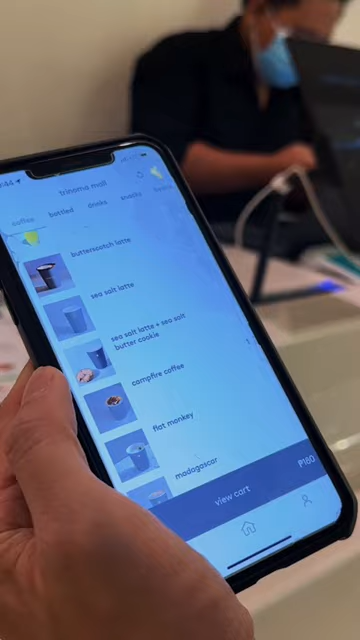 trinoma mall
coffee bottled drinks snacks
butterscotch latte
sea salt latte
sea salt latte + sea salt
butter cookie
campfire coffee
flat monkey
madagascar
view cart ₱160